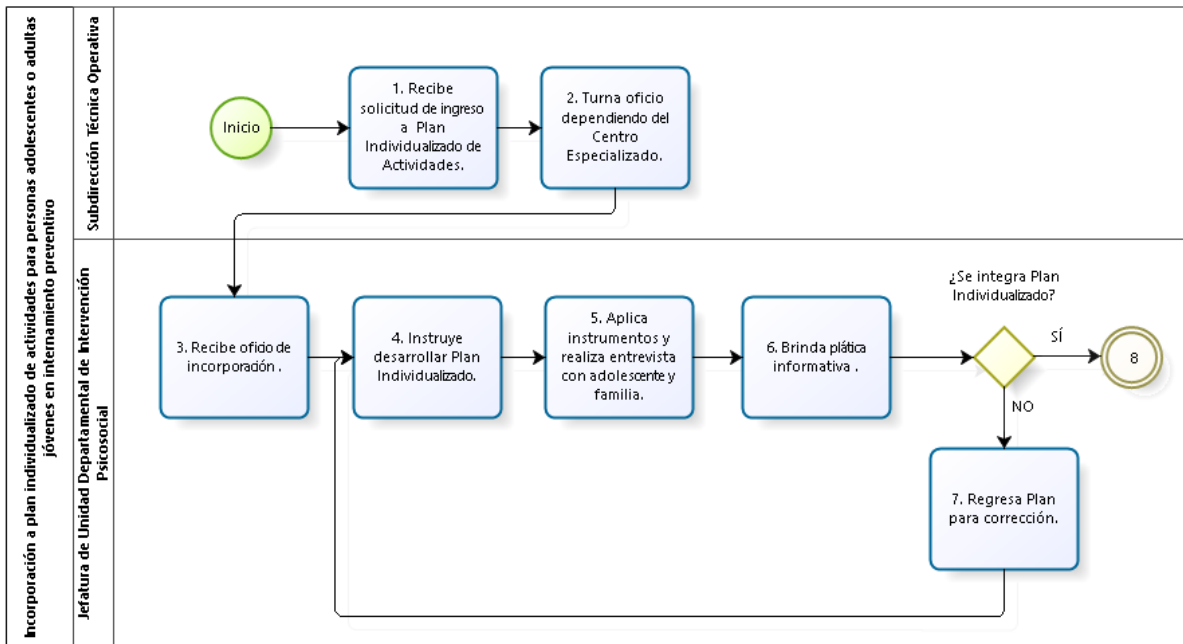 Incorporación a plan individualizado de actividades para personas adolescentes o adultas
jóvenes en internamiento preventivo
Subdirección Técnica Operativa
Inicio
1. Recibe
solicitud de ingreso
a Plan
Individualizado de
Actividades.
2. Turna oficio
dependiendo del
Centro
Especializado.
Jefatura de Unidad Departamental de Intervención
Psicosocial
3. Recibe oficio de
incorporación .
4. Instruye
desarrollar Plan
Individualizado.
5. Aplica
instrumentos y
realiza entrevista
con adolescente y
familia.
6. Brinda plática
informativa .
¿Se integra Plan
Individualizado?
SÍ
8
NO
7. Regresa Plan
para corrección.